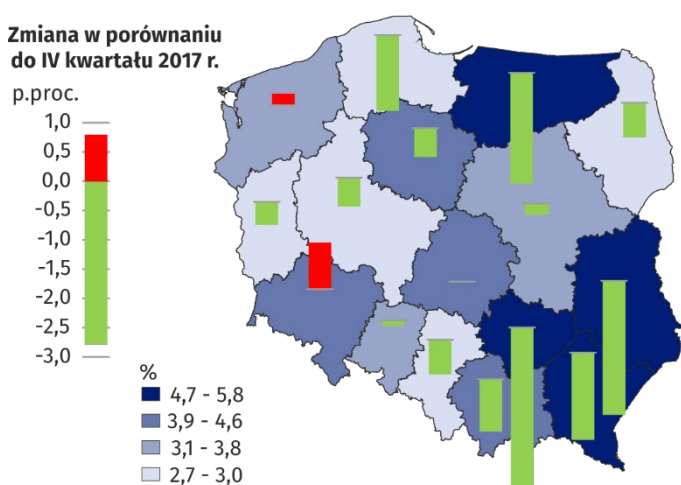 Zmiana w porównaniu
do IV kwartału 2017 r.
p.proc.
1,0
0,5
0,0
-0,5
-1,0
-1,5
-2,0
-2,5
-3,0
%
4,7 - 5,8
3,9 - 4,6
3,1 - 3,8
2,7 - 3,0